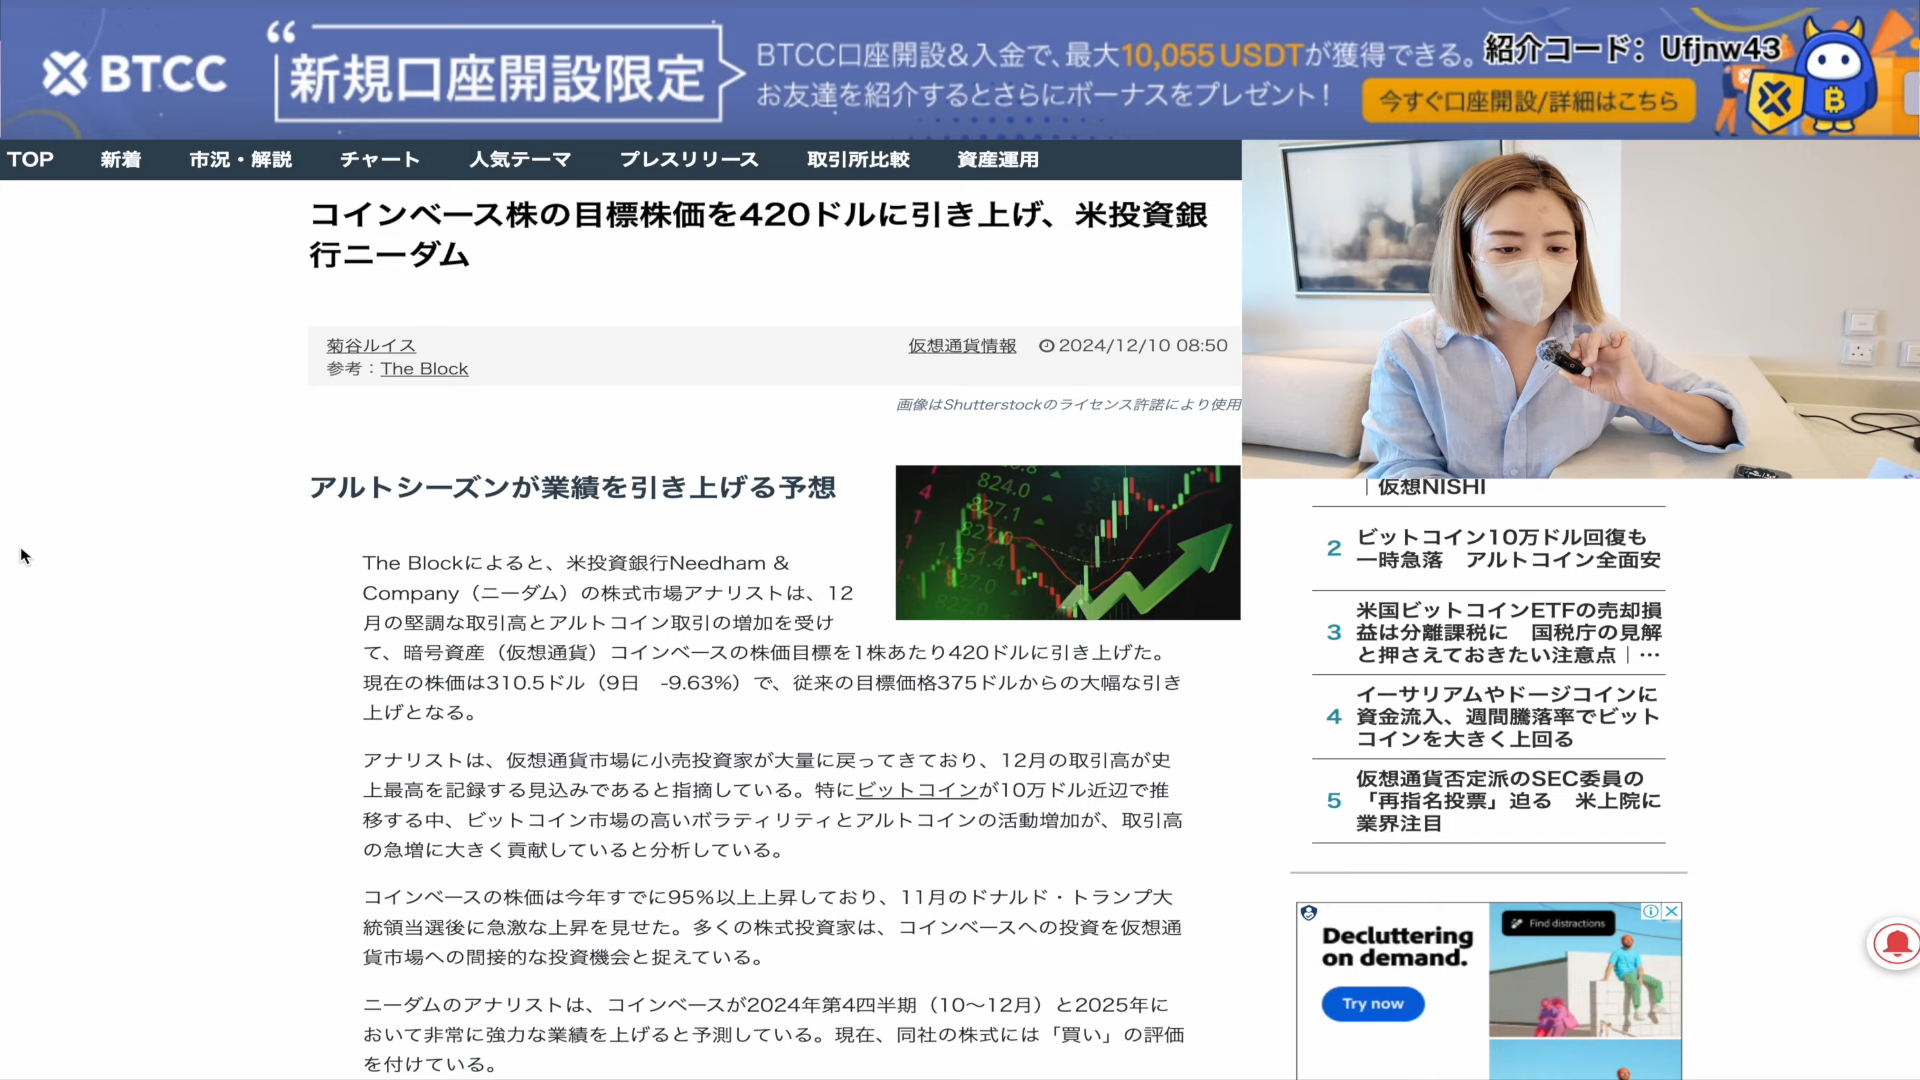 BTCC
“新規口座開設限定
BTCC口座開設&入金で、最大10,055 USDTが獲得できる。
お友達を紹介するとさらにボーナスをプレゼント！
紹介コード：Ufjnw43
今すぐ口座開設/詳細はこちら
TOP 新着 市況・解説 チャート 人気テーマ プレスリリース 取引所比較 資産運用
コインベース株の目標株価を420ドルに引き上げ、米投資銀
行ニーダム
菊谷ルイス
参考：The Block
仮想通貨情報 2024/12/10 08:50
画像はShutterstockのライセンス許諾により使用
アルトシーズンが業績を引き上げる予想
824.0
827.1
The Blockによると、米投資銀行Needham &
Company（ニーダム）の株式市場アナリストは、12
月の堅調な取引高とアルトコイン取引の増加を受け
て、暗号資産（仮想通貨）コインベースの株価目標を1株あたり420ドルに引き上げた。
現在の株価は310.5ドル（9日　-9.63%）で、従来の目標価格375ドルからの大幅な引き
上げとなる。
アナリストは、仮想通貨市場に小売投資家が大量に戻ってきており、12月の取引高が史
上最高を記録する見込みであると指摘している。特にビットコインが10万ドル近辺で推
移する中、ビットコイン市場の高いボラティリティとアルトコインの活動増加が、取引高
の急増に大きく貢献していると分析している。
コインベースの株価は今年すでに95%以上上昇しており、11月のドナルド・トランプ大
統領当選後に急激な上昇を見せた。多くの株式投資家は、コインベースへの投資を仮想通
貨市場への間接的な投資機会と捉えている。
ニーダムのアナリストは、コインベースが2024年第4四半期（10〜12月）と2025年に
おいて非常に強力な業績を上げると予測している。現在、同社の株式には「買い」の評価
を付けている。
｜仮想NISHI
2 ビットコイン10万ドル回復も
一時急落　アルトコイン全面安
3 米国ビットコインETFの売却損
益は分離課税に　国税庁の見解
と押さえておきたい注意点｜…
4 イーサリアムやドージコインに
資金流入、週間騰落率でビット
コインを大きく上回る
5 仮想通貨否定派のSEC委員の
「再指名投票」迫る　米上院に
業界注目
Decluttering
on demand.
Try now
Find distractions